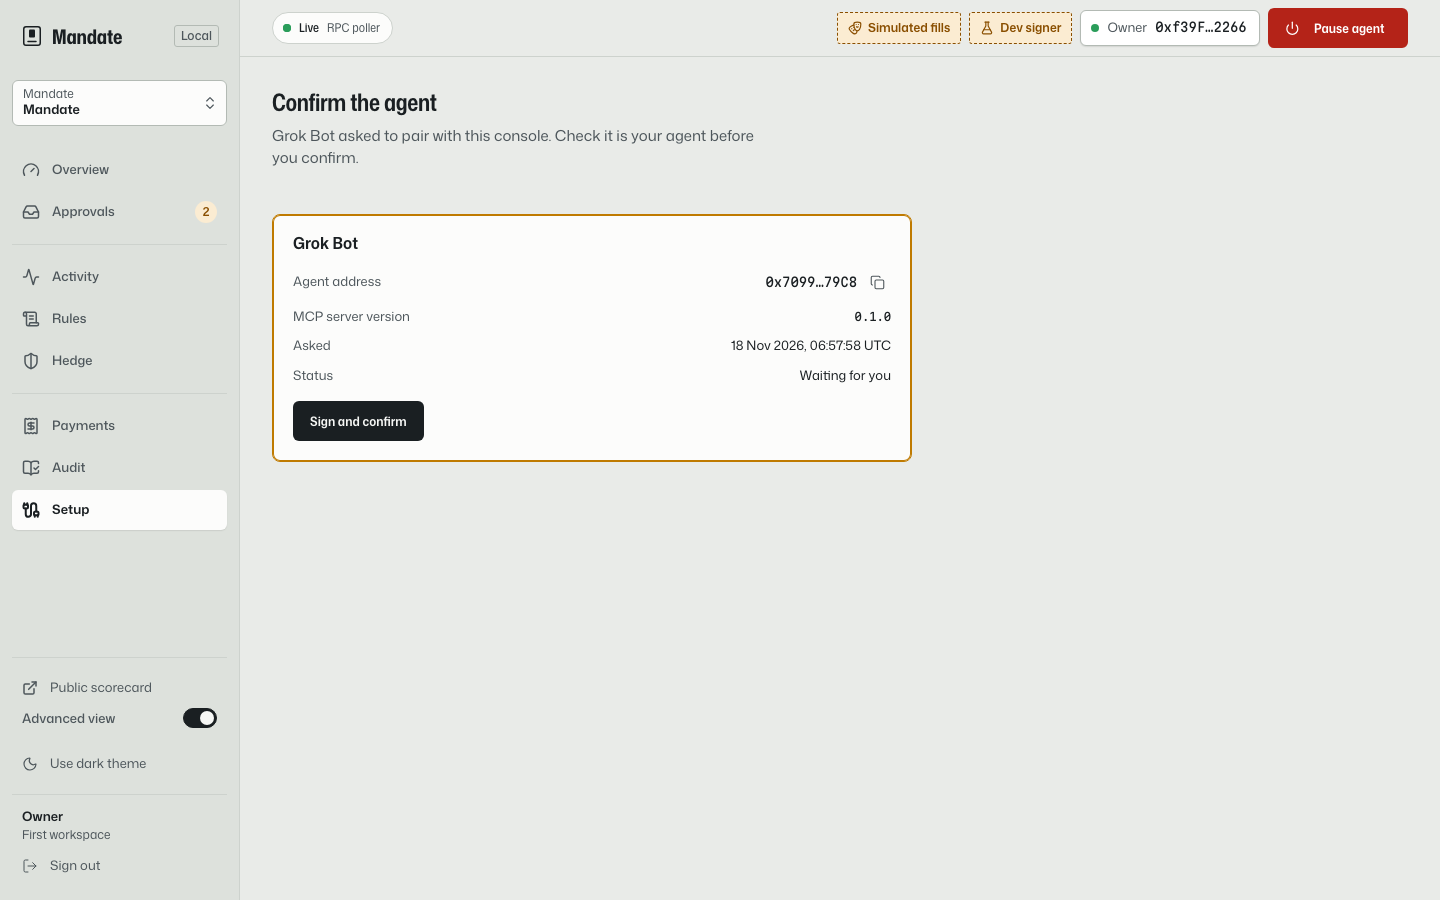 Mandate
Local
Mandate
Mandate
Overview
Approvals
2
Activity
Rules
Hedge
Payments
Audit
Setup
Public scorecard
Advanced view
Use dark theme
Owner
First workspace
Sign out
Live RPC poller
Simulated fills
Dev signer
Owner 0xf39F…2266
Pause agent
Confirm the agent
Grok Bot asked to pair with this console. Check it is your agent before
you confirm.
Grok Bot
Agent address 0x7099…79C8
MCP server version 0.1.0
Asked 18 Nov 2026, 06:57:58 UTC
Status Waiting for you
Sign and confirm